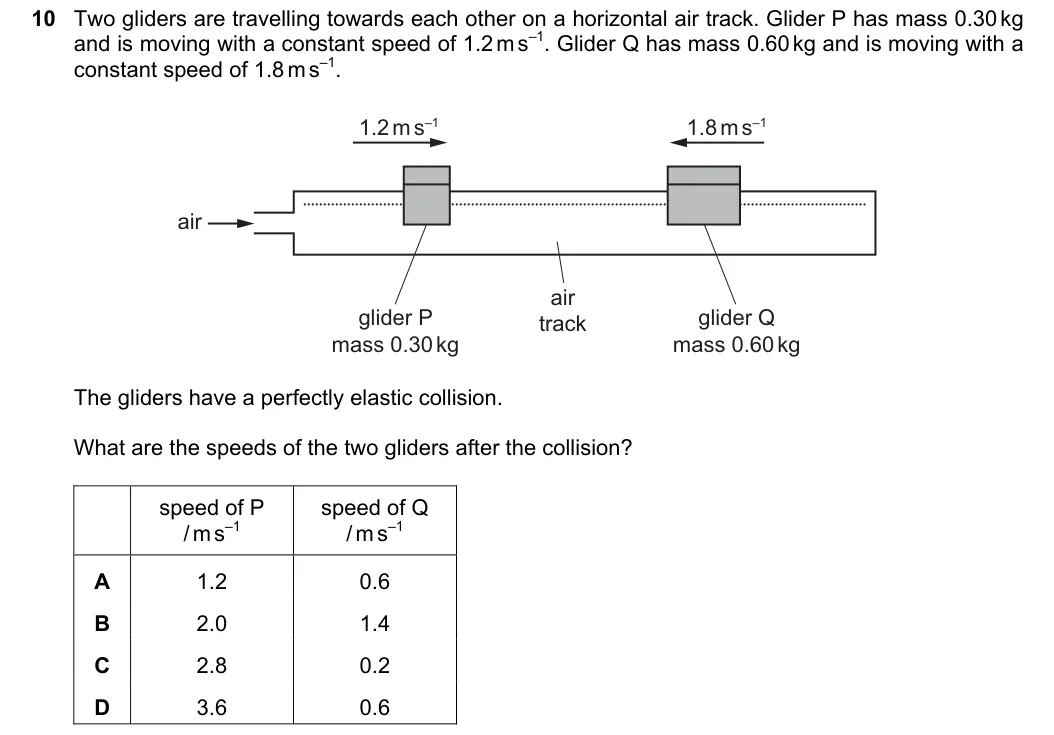 10 Two gliders are travelling towards each other on a horizontal air track. Glider P has mass 0.30 kg
and is moving with a constant speed of 1.2 m s⁻¹. Glider Q has mass 0.60 kg and is moving with a
constant speed of 1.8 m s⁻¹.
1.2 m s⁻¹ 1.8 m s⁻¹
air
glider P
mass 0.30 kg
air
track
glider Q
mass 0.60 kg
The gliders have a perfectly elastic collision.
What are the speeds of the two gliders after the collision?
speed of P
/ m s⁻¹
speed of Q
/ m s⁻¹
A 1.2 0.6
B 2.0 1.4
C 2.8 0.2
D 3.6 0.6